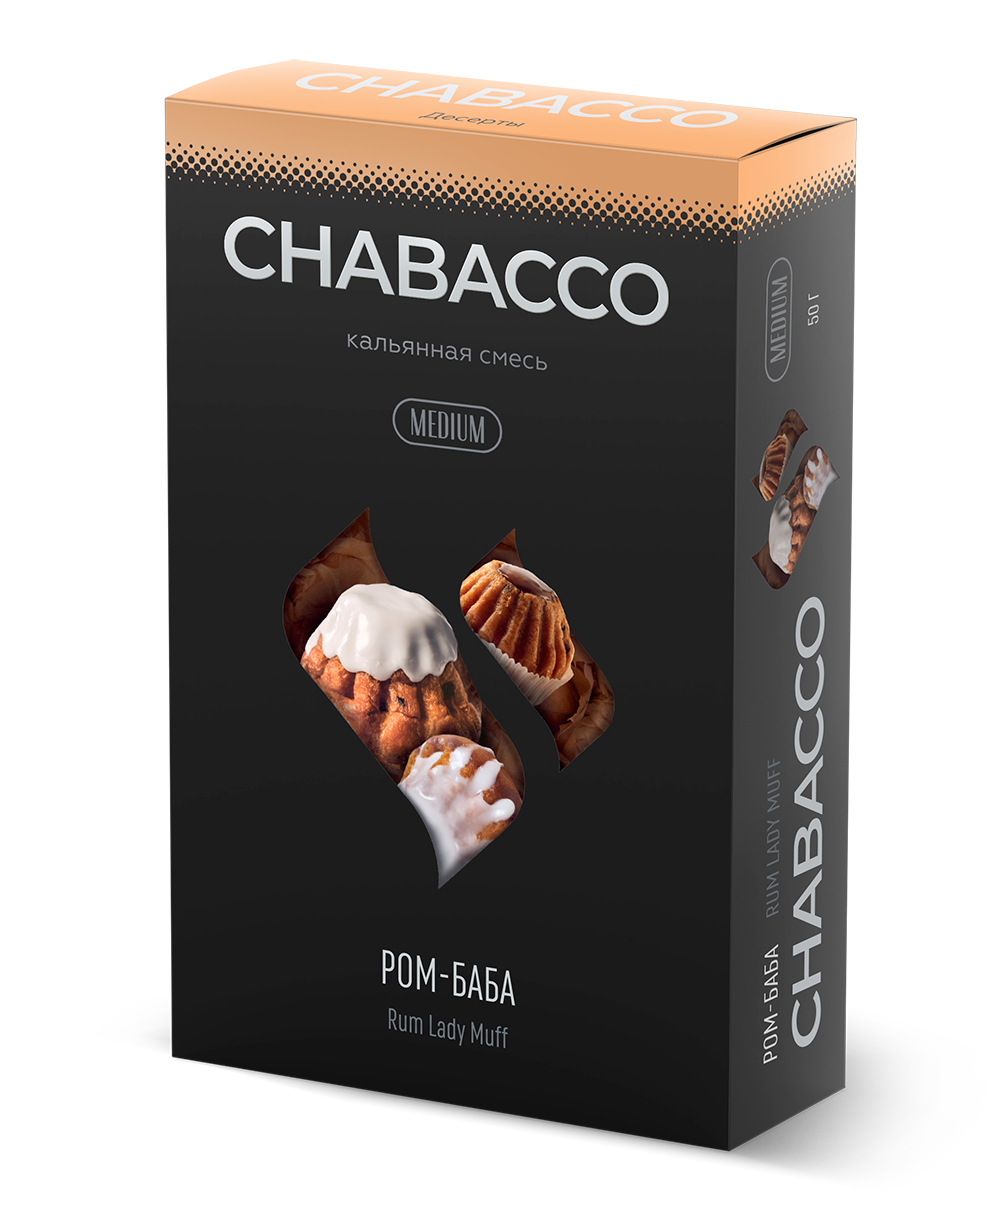 CHABACCO
Десерты
CHABACCO
кальянная смесь
MEDIUM
РОМ-БАБА
Rum Lady Muff
MEDIUM
50 Г
РОМ-БАБА
RUM LADY MUFF
CHABACCO